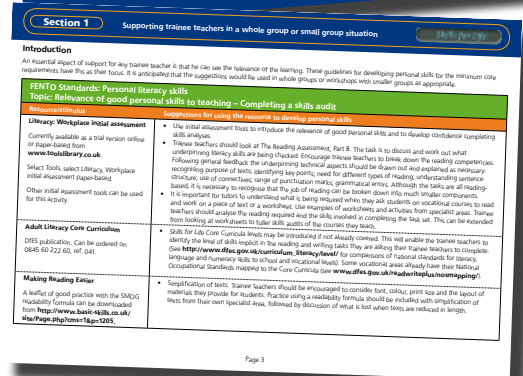 Section 1
Supporting trainee teachers in a whole group or small group situation
Introduction
An essential aspect of support for any trainee teacher is that he can see the relevance of the learning. These guidelines for developing personal skills for the minimum core
requirements have this as their focus. It is anticipated that the suggestions would be used in whole groups or workshops with smaller groups as appropriate.
FENTO Standards: Personal literacy skills
Topic: Relevance of good personal skills to teaching – Completing a skills audit
Resource/stimulus
Suggestions for using the resource to develop personal skills
Literacy: Workplace initial assessment
Currently available as a trial version online
or paper-based from
www.toolslibrary.co.uk.
Select Tools, select Literacy, Workplace
initial assessment paper-based.
Other initial assessment tools can be used
for this activity.
• Use initial assessment tools to introduce the relevance of good personal skills and to develop confidence completing
skills analyses.
• Trainee teachers should look at The Reading Assessment, Part B. The task is to discuss and work out what
underpinning literacy skills are being checked. Encourage trainee teachers to break down the reading competencies.
Following general feedback the underpinning technical aspects should be drawn out and explained as necessary:
recognising purpose of texts; identifying key points; need for different types of reading; understanding sentence
structure; use of connectives; range of punctuation marks; grammatical errors. Although the tasks are all reading-
based, it is necessary to recognise that the job of reading can be broken down into much smaller components.
• It is important for tutors to understand what is being required when they ask students on vocational courses to read
and work on a piece of text or a worksheet. Use examples of worksheets and activities from specialist areas. Trainee
teachers should analyse the reading required and the skills involved in completing the task set. This can be extended
from looking at worksheets to fuller skills audits of the courses they teach.
Adult Literacy Core Curriculum
DfES publication. Can be ordered on
0845 60 222 60, ref. 041.
• Skills for Life Core Curricula levels may be introduced if not already covered. This will enable the trainee teachers to
identify the level of skills implicit in the reading and writing tasks they are asking their trainee teachers to complete.
(See http://www.dfes.gov.uk/curriculum_literacy/level/ for comparisons of national standards for literacy,
language and numeracy skills to school and vocational levels). Some vocational areas already have their National
Occupational Standards mapped to the Core Curricula (see www.dfes.gov.uk/readwriteplus/nosmapping/).
Making Reading Easier
A leaflet of good practice with the SMOG
readability formula can be downloaded
from http://www.basic-skills.co.uk/
site/Page.php?cms=1&p=1205.
• Simplification of texts. Trainee teachers should be encouraged to consider font, colour, print size and the layout of
materials they provide for students. Practice using a readability formula should be included with simplification of
texts from their own specialist area, followed by discussion of what is lost when texts are reduced in length.
Page 3